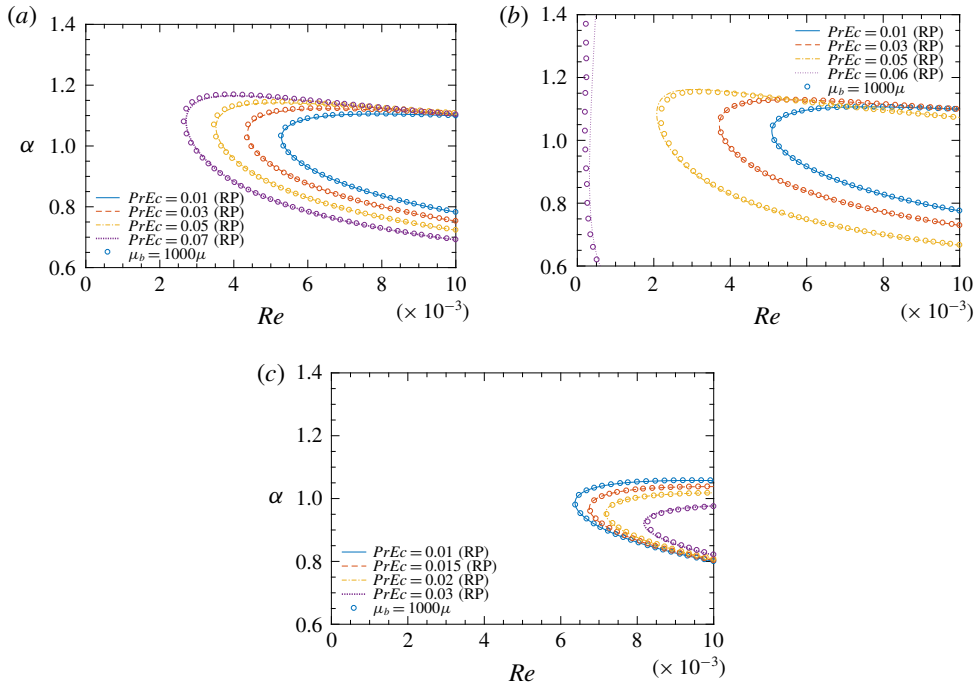 (a)
1.4
1.2
1.0
0.8
0.6
α
PrEc = 0.01 (RP)
PrEc = 0.03 (RP)
PrEc = 0.05 (RP)
PrEc = 0.07 (RP)
μb = 1000μ
0 2 4 6 8 10
Re (× 10−3)
(b)
1.4
1.2
1.0
0.8
0.6
PrEc = 0.01 (RP)
PrEc = 0.03 (RP)
PrEc = 0.05 (RP)
PrEc = 0.06 (RP)
μb = 1000μ
0 2 4 6 8 10
Re (× 10−3)
(c)
1.4
1.2
1.0
0.8
0.6
α
PrEc = 0.01 (RP)
PrEc = 0.015 (RP)
PrEc = 0.02 (RP)
PrEc = 0.03 (RP)
μb = 1000μ
0 2 4 6 8 10
Re (× 10−3)